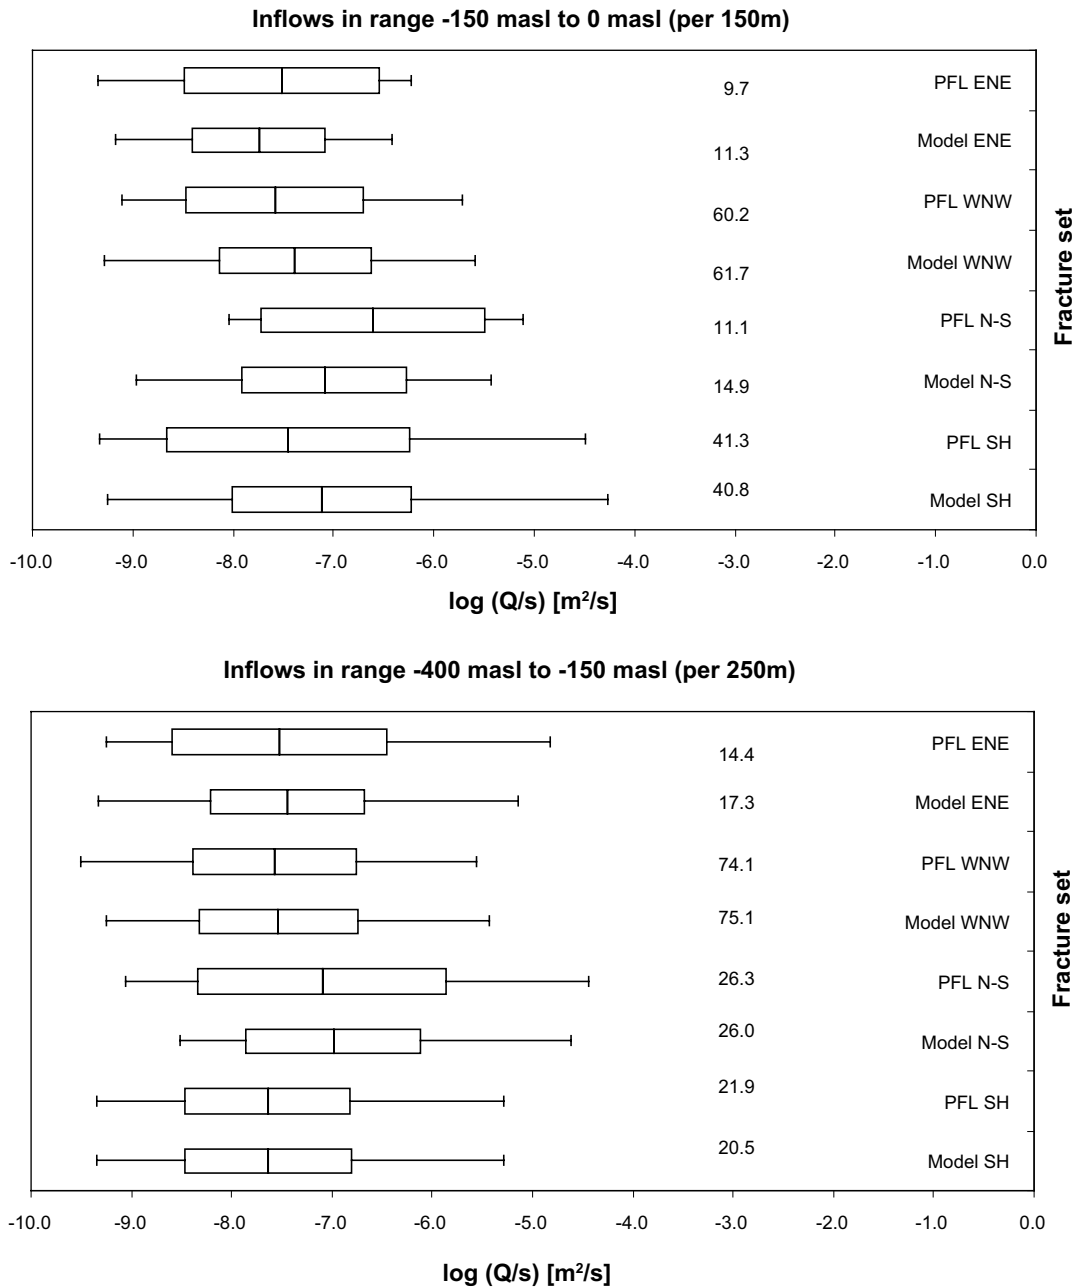 Inflows in range -150 masl to 0 masl (per 150m)
9.7 PFL ENE
11.3 Model ENE
60.2 PFL WNW
61.7 Model WNW
11.1 PFL N-S
14.9 Model N-S
41.3 PFL SH
40.8 Model SH
Fracture set
-10.0 -9.0 -8.0 -7.0 -6.0 -5.0 -4.0 -3.0 -2.0 -1.0 0.0
log (Q/s) [m²/s]
Inflows in range -400 masl to -150 masl (per 250m)
14.4 PFL ENE
17.3 Model ENE
74.1 PFL WNW
75.1 Model WNW
26.3 PFL N-S
26.0 Model N-S
21.9 PFL SH
20.5 Model SH
Fracture set
-10.0 -9.0 -8.0 -7.0 -6.0 -5.0 -4.0 -3.0 -2.0 -1.0 0.0
log (Q/s) [m²/s]